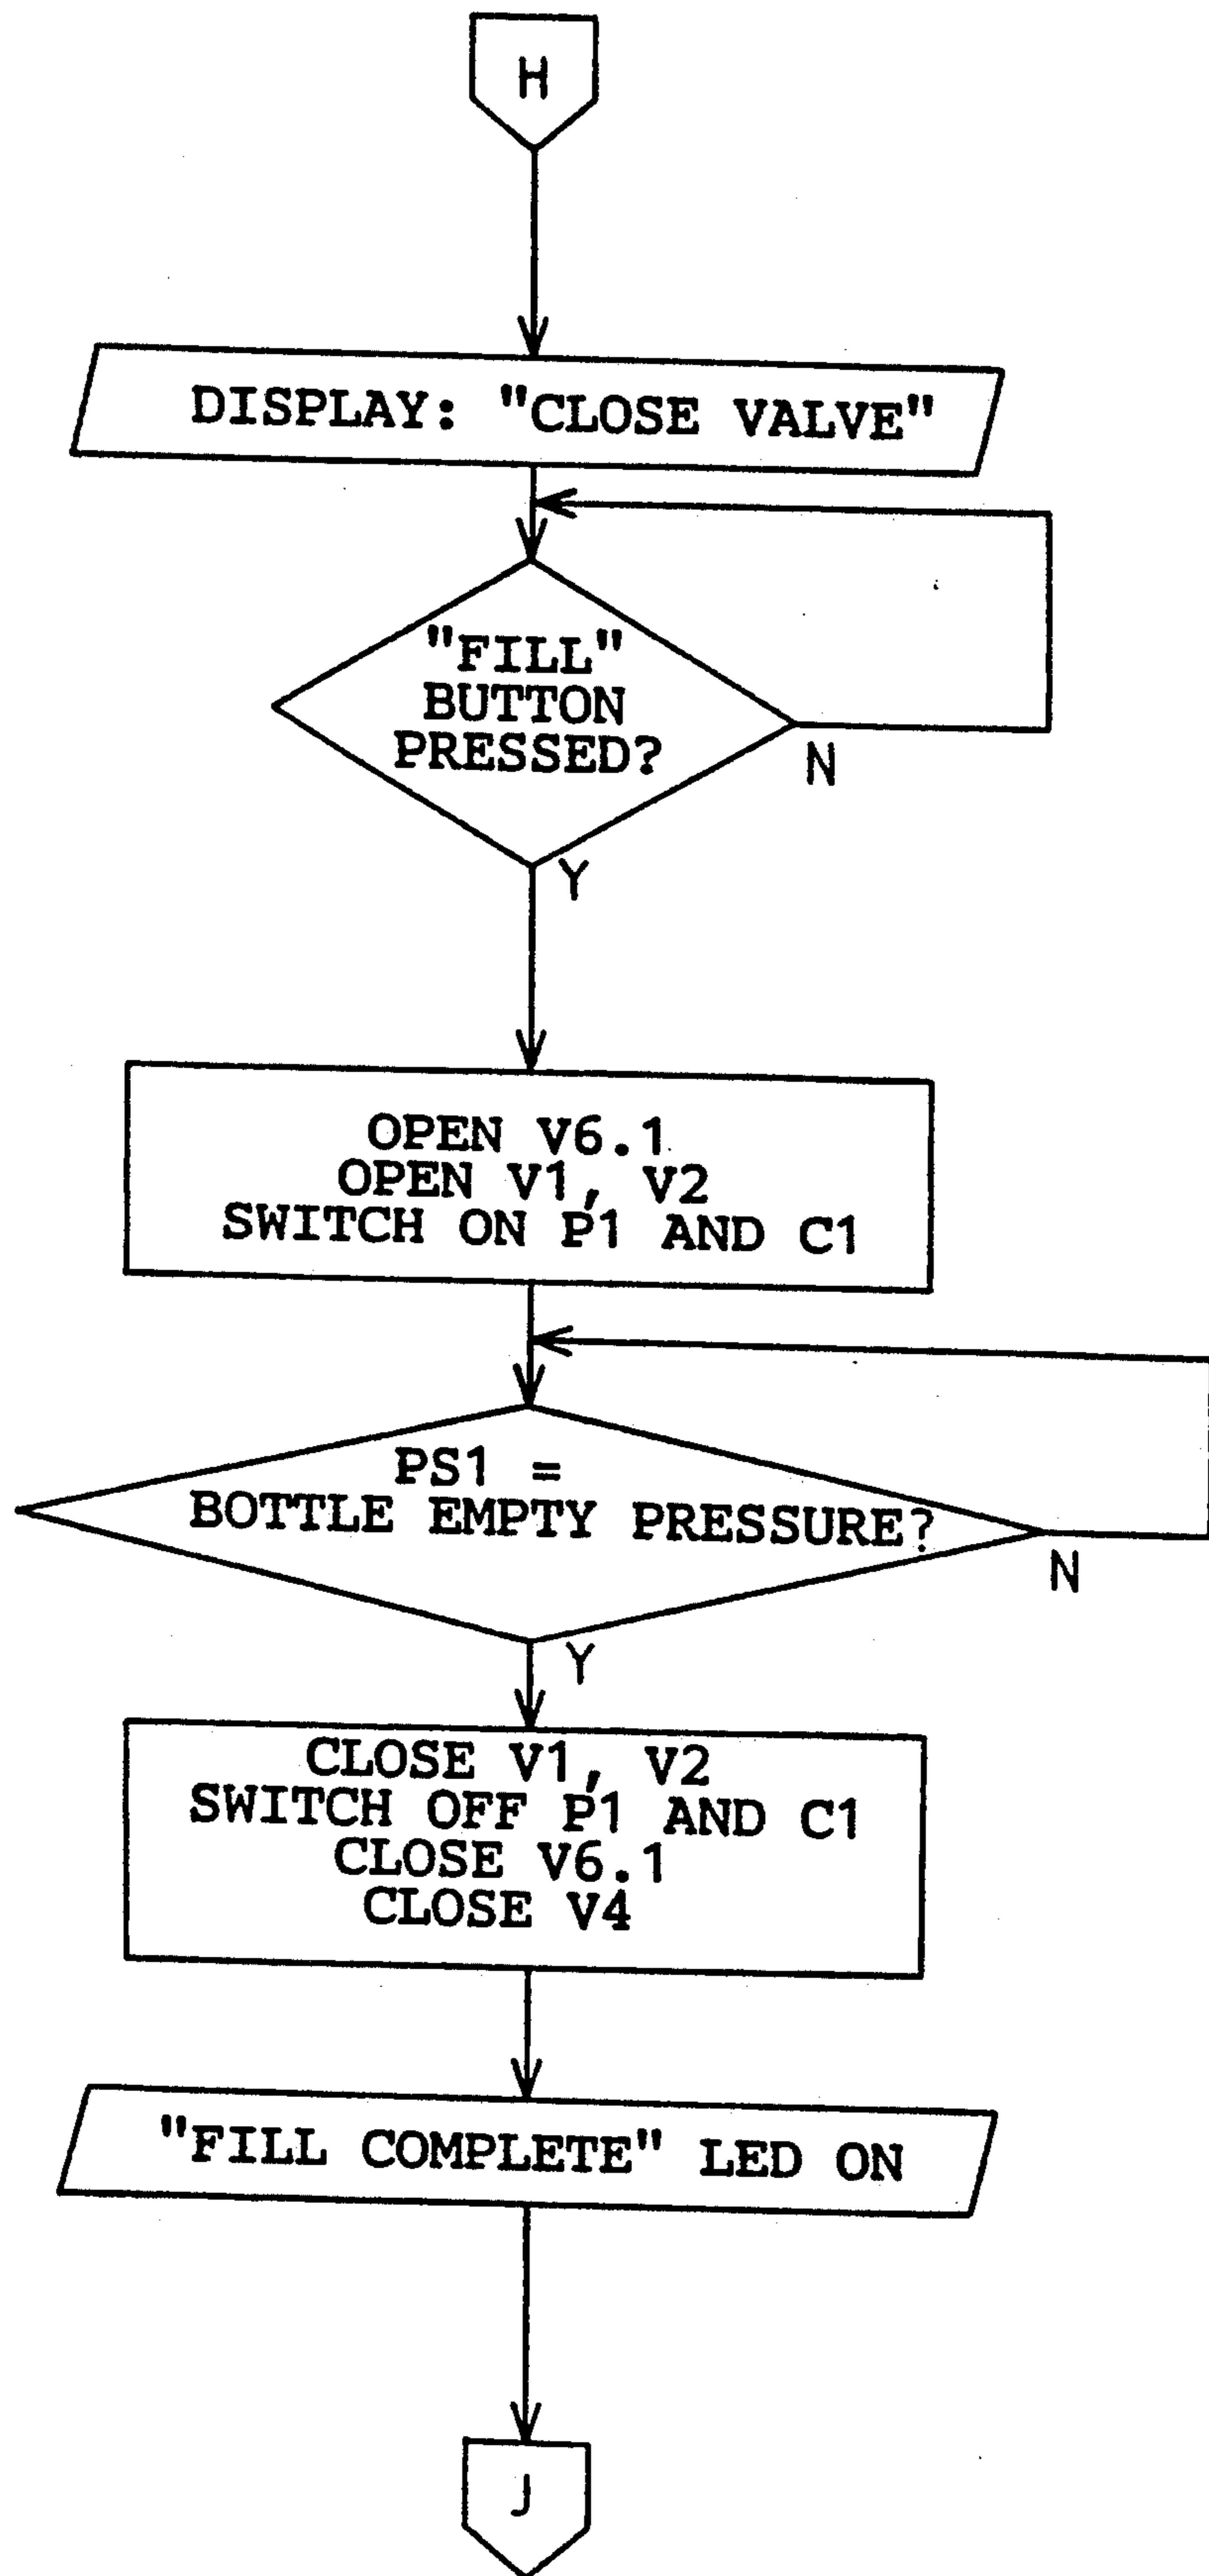 H
DISPLAY: "CLOSE VALVE"
"FILL"
BUTTON
PRESSED?
N
Y
OPEN V6.1
OPEN V1, V2
SWITCH ON P1 AND C1
PS1 =
BOTTLE EMPTY PRESSURE?
N
Y
CLOSE V1, V2
SWITCH OFF P1 AND C1
CLOSE V6.1
CLOSE V4
"FILL COMPLETE" LED ON
J